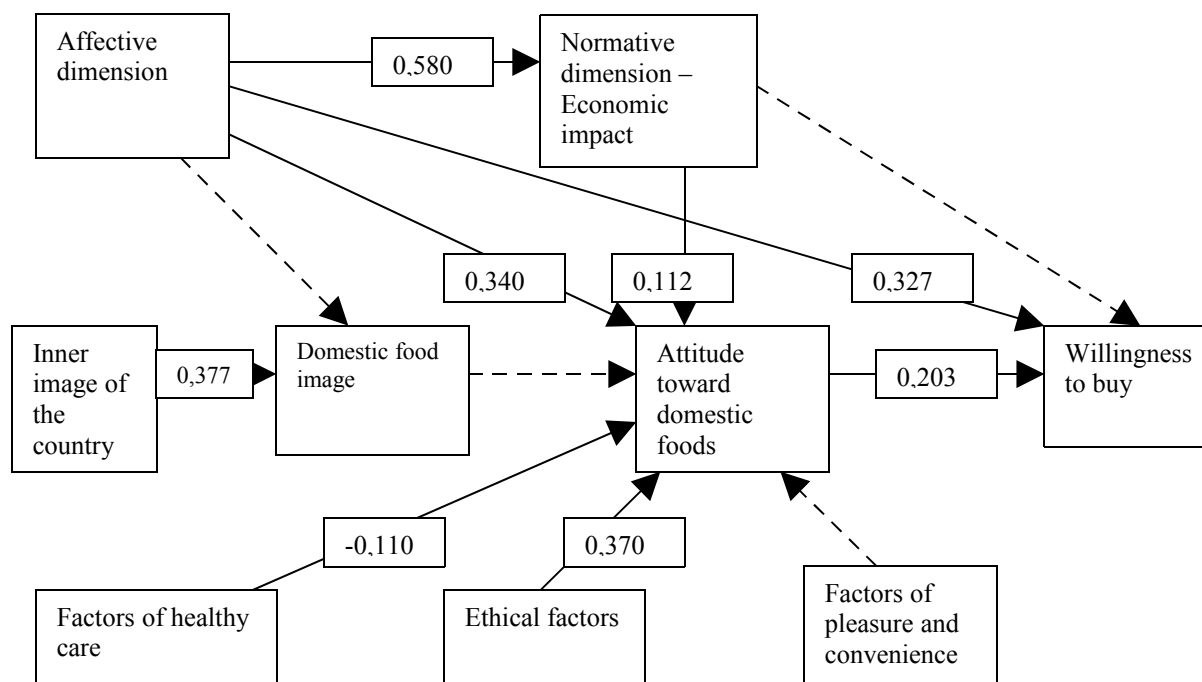 Affective
dimension
0,580
Normative
dimension –
Economic
impact
0,340
0,112
0,327
Inner
image of
the
country
0,377
Domestic food
image
Attitude
toward
domestic
foods
0,203
Willingness
to buy
-0,110
0,370
Factors of healthy
care
Ethical factors
Factors of
pleasure and
convenience